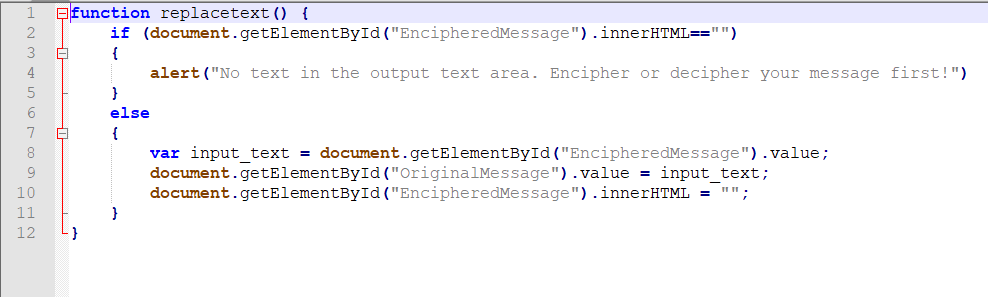 1 function replacetext() {
2 if (document.getElementById("EncipheredMessage").innerHTML=="")
3 {
4 alert("No text in the output text area. Encipher or decipher your message first!")
5 }
6 else
7 {
8 var input_text = document.getElementById("EncipheredMessage").value;
9 document.getElementById("OriginalMessage").value = input_text;
10 document.getElementById("EncipheredMessage").innerHTML = "";
11 }
12 }